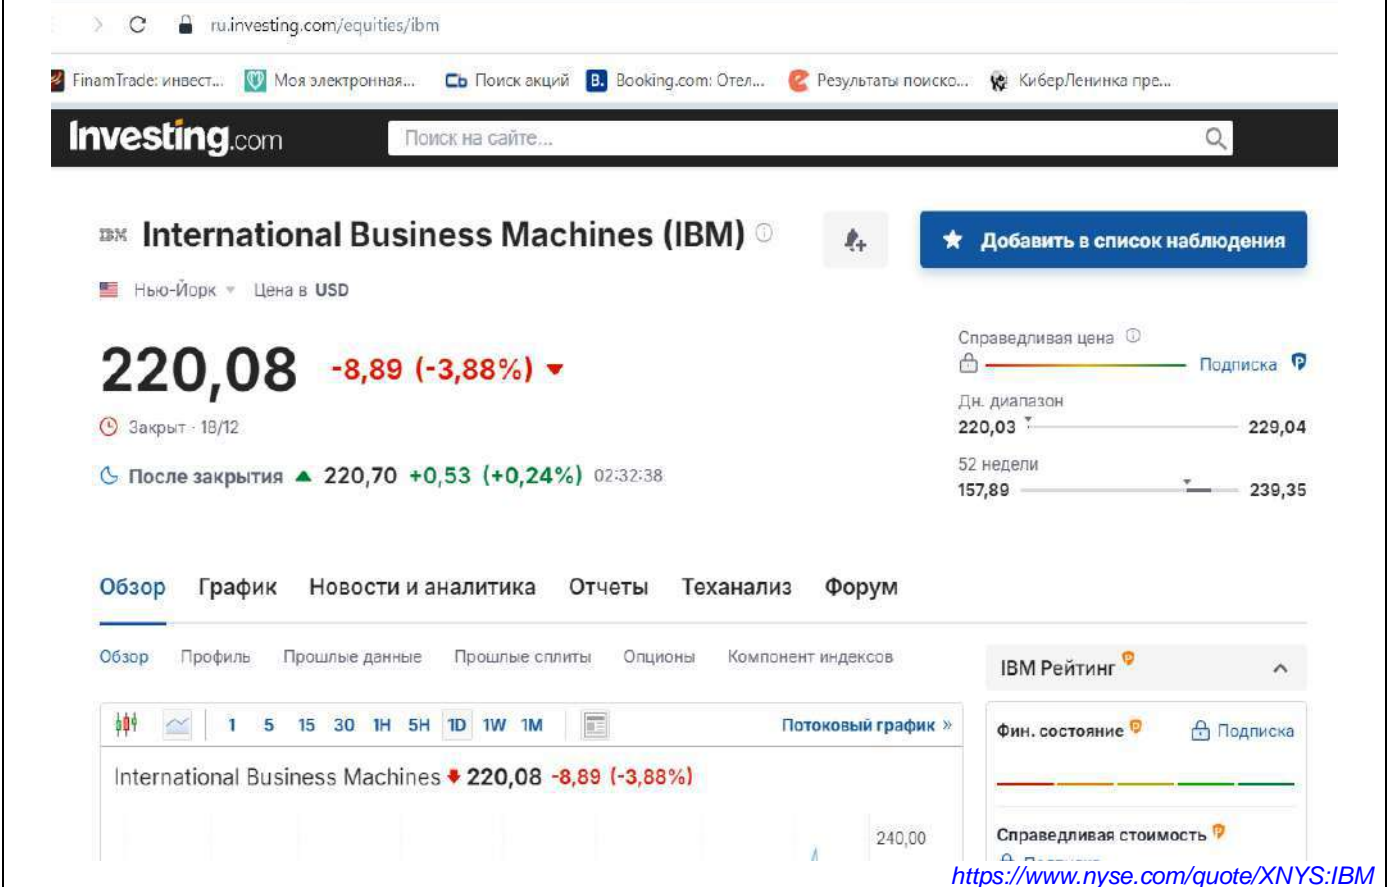 ru.investing.com/equities/ibm
FinamTrade: инвест... Моя электронная... Сь Поиск акций B. Booking.com: Отел... Результаты поиско... КиберЛенинка пре...
Investing.com Поиск на сайте...
IBM International Business Machines (IBM) Добавить в список наблюдения
Нью-Йорк Цена в USD
220,08 -8,89 (-3,88%)
Справедливая цена
Подписка
Дн. диапазон
220,03 229,04
Закрыт · 18/12
52 недели
157,89 239,35
После закрытия 220,70 +0,53 (+0,24%) 02:32:38
Обзор График Новости и аналитика Отчеты Теханализ Форум
Обзор Профиль Прошлые данные Прошлые сплиты Опционы Компонент индексов
IBM Рейтинг
1 5 15 30 1H 5H 1D 1W 1M Потоковый график »
Фин. состояние Подписка
International Business Machines 220,08 -8,89 (-3,88%)
240,00
Справедливая стоимость
https://www.nyse.com/quote/XNYS:IBM